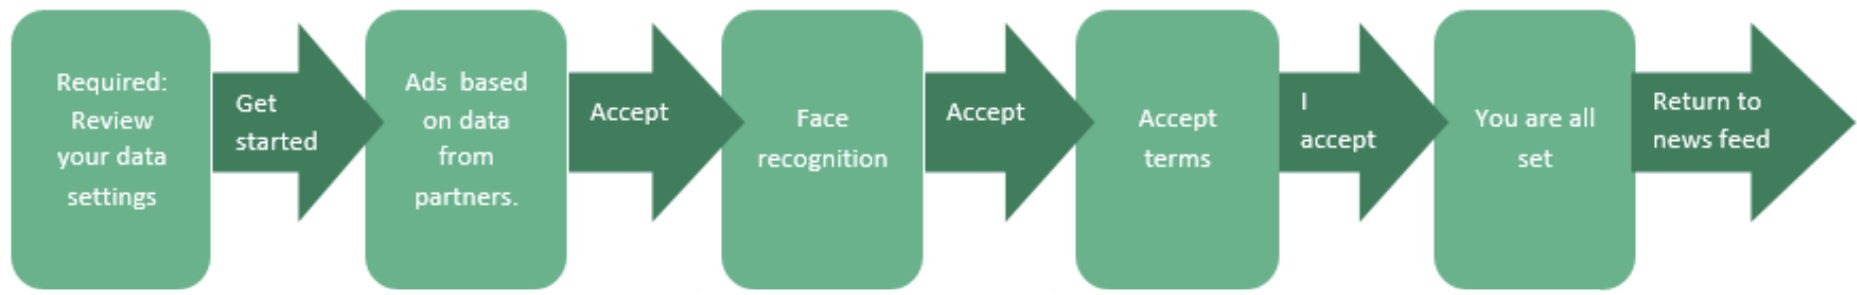 Required:
Review
your data
settings
Get
started
Ads based
on data
from
partners.
Accept
Face
recognition
Accept
Accept
terms
I
accept
You are all
set
Return to
news feed